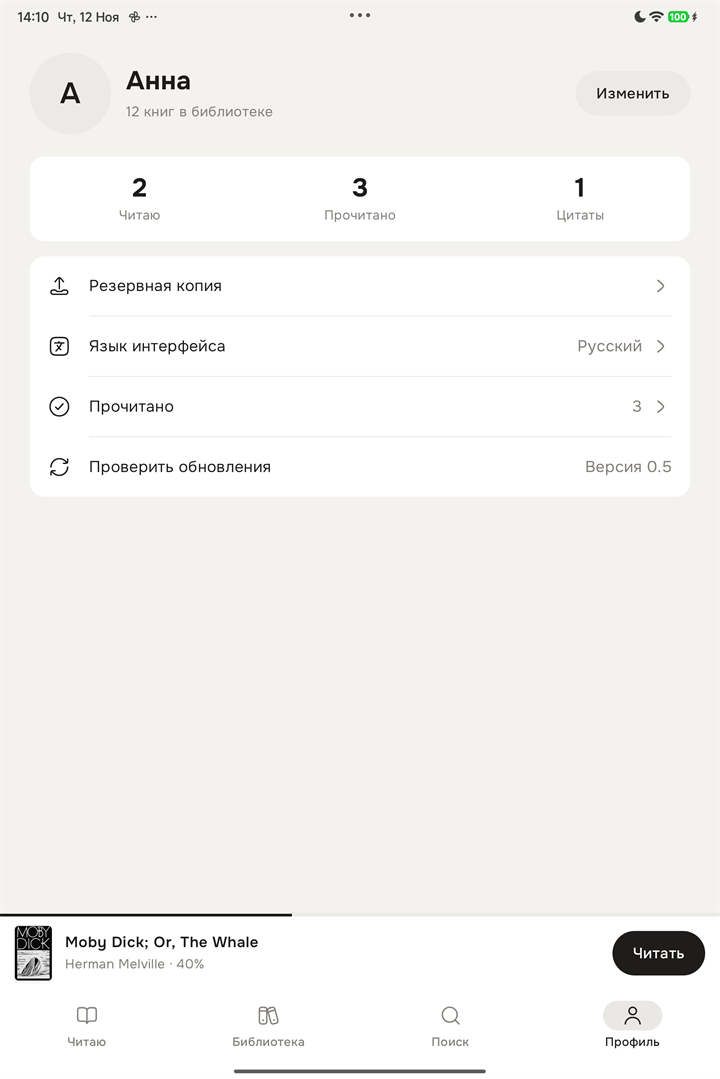 14:10 Чт, 12 Ноя
100
А
Анна
12 книг в библиотеке
Изменить
2
Читаю
3
Прочитано
1
Цитаты
Резервная копия
Язык интерфейса Русский
Прочитано 3
Проверить обновления Версия 0.5
MOBY
DICK
Moby Dick; Or, The Whale
Herman Melville · 40%
Читать
Читаю
Библиотека
Поиск
Профиль